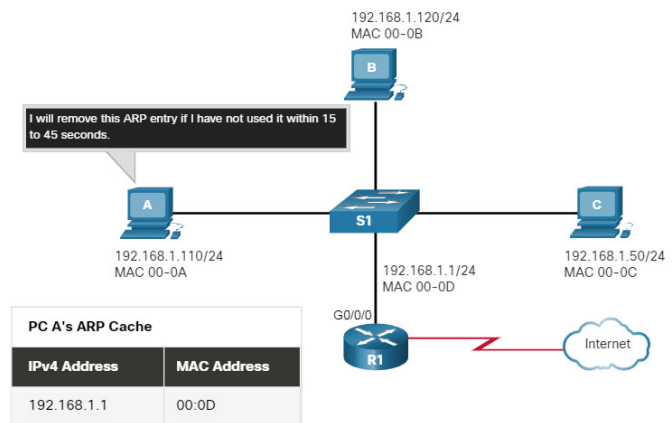 192.168.1.120/24
MAC 00-0B
B
I will remove this ARP entry if I have not used it within 15
to 45 seconds.
A
S1
C
192.168.1.110/24
MAC 00-0A
192.168.1.50/24
MAC 00-0C
192.168.1.1/24
MAC 00-0D
G0/0/0
R1
Internet
PC A's ARP Cache
IPv4 Address MAC Address
192.168.1.1 00:0D